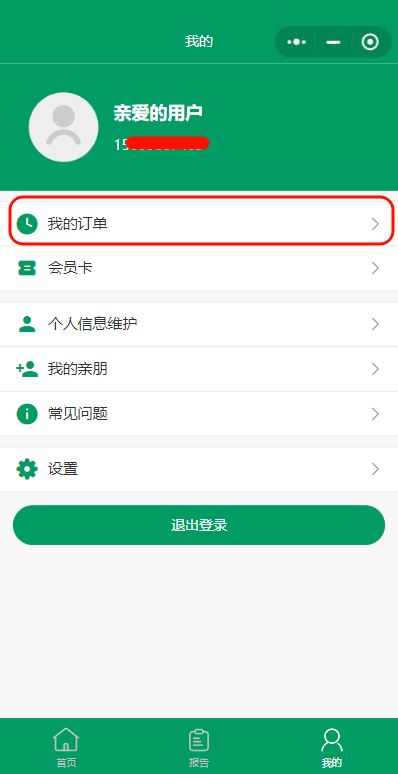 我的
亲爱的用户
我的订单
会员卡
个人信息维护
我的亲朋
常见问题
设置
退出登录
首页
报告
我的